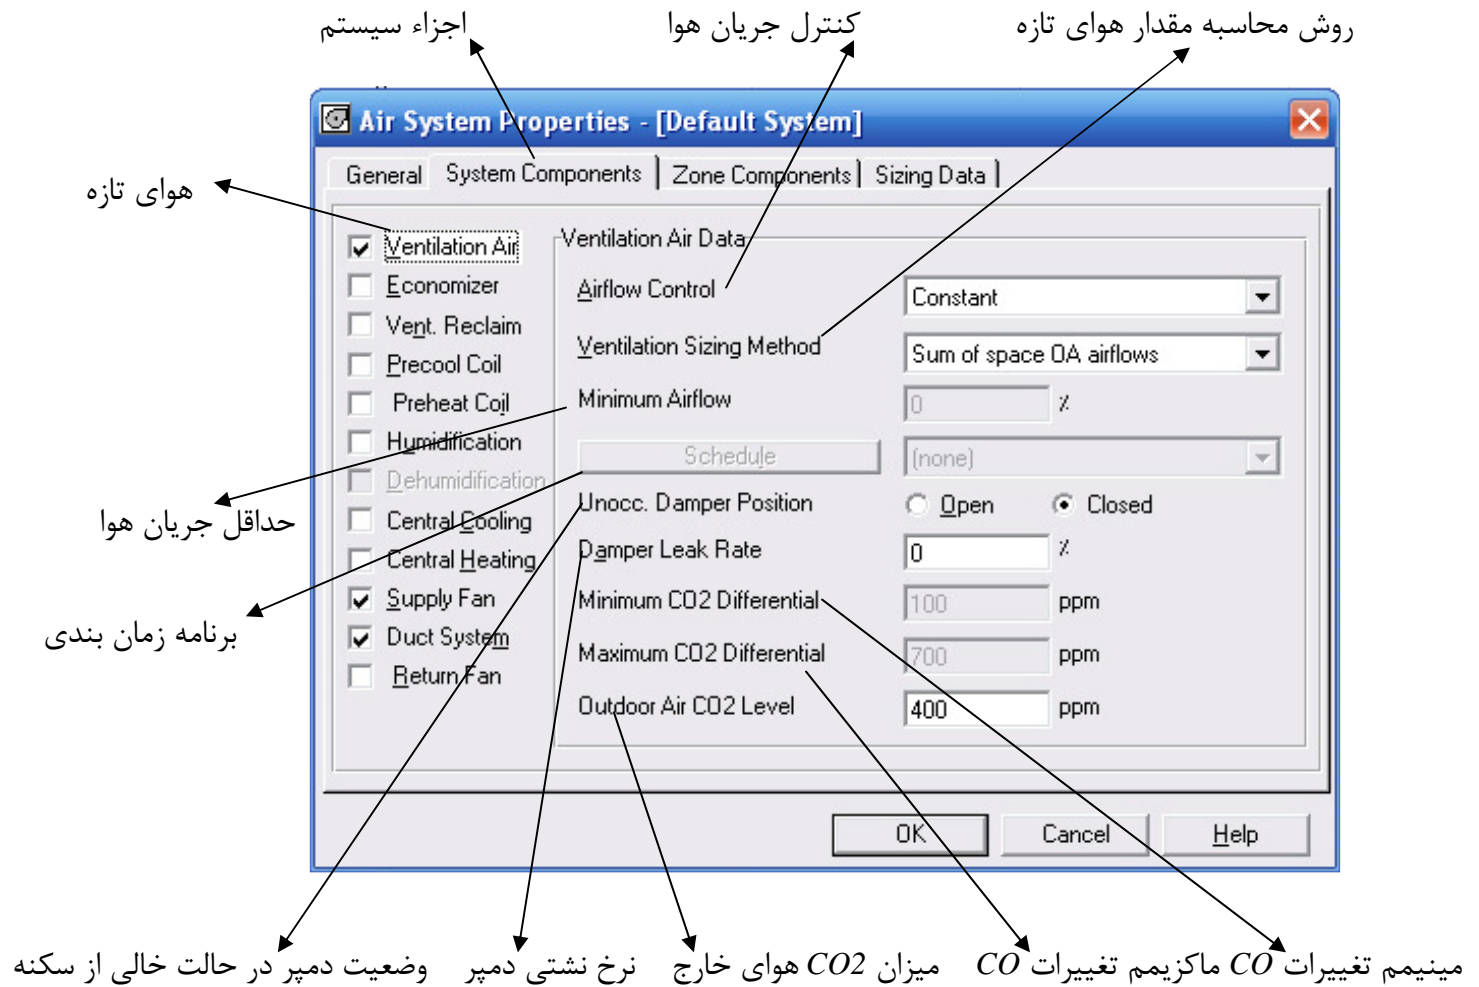 اجزاء سیستم
کنترل جریان هوا
روش محاسبه مقدار هوای تازه
Air System Properties - [Default System]
General
System Components
Zone Components
Sizing Data
هوای تازه
Ventilation Air
Economizer
Vent. Reclaim
Precool Coil
Preheat Coil
Humidification
Dehumidification
Central Cooling
Central Heating
Supply Fan
Duct System
Return Fan
Ventilation Air Data
Airflow Control Constant
Ventilation Sizing Method Sum of space OA airflows
Minimum Airflow 0 %
Schedule (none)
Unocc. Damper Position Open Closed
Damper Leak Rate 0 %
Minimum CO2 Differential 100 ppm
Maximum CO2 Differential 700 ppm
Outdoor Air CO2 Level 400 ppm
حداقل جریان هوا
برنامه زمان بندی
OK Cancel Help
مینیمم تغییرات CO
ماکزیمم تغییرات CO
میزان CO2 هوای خارج
نرخ نشتی دمپر
وضعیت دمپر در حالت خالی از سکنه